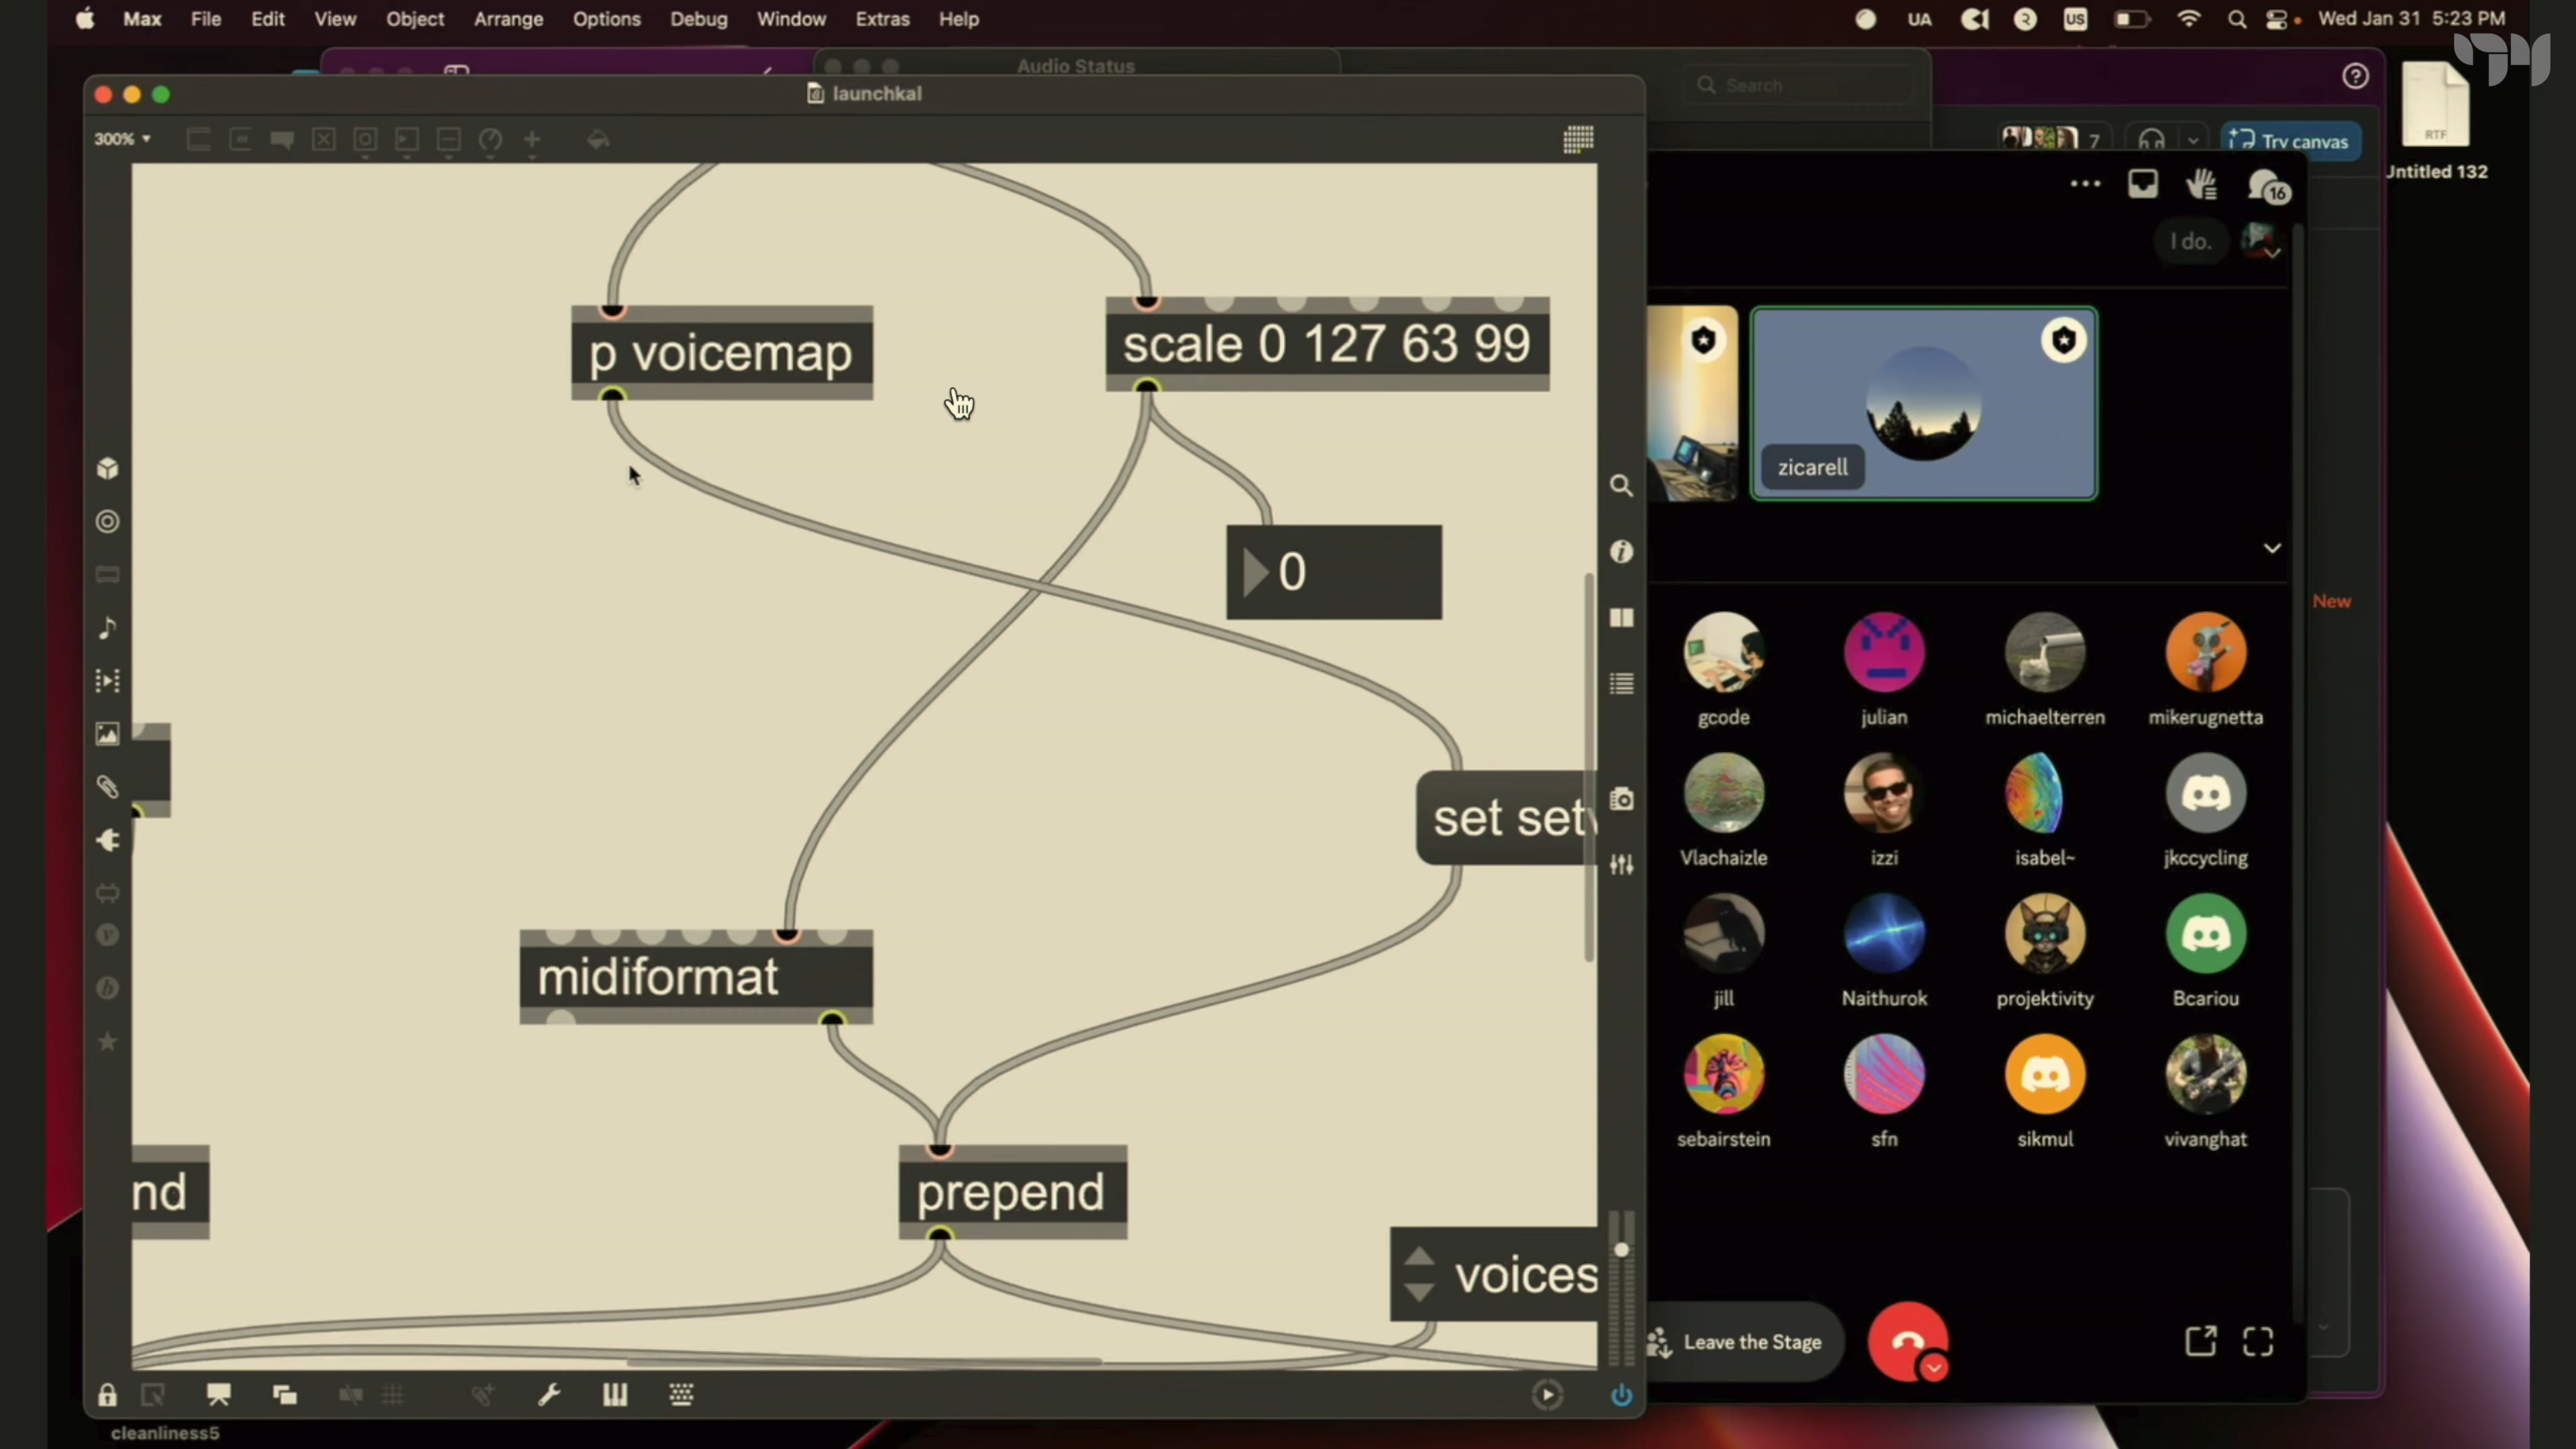 Max File Edit View Object Arrange Options Debug Window Extras Help
UA
US
Wed Jan 31 5:23 PM
Audio Status
launchkal
Search
300%
7
Try canvas
RTF
Untitled 132
16
I do.
p voicemap
scale 0 127 63 99
zicarell
0
New
gcode julian michaelterren mikerugnetta
set set
Vlachaizle izzi isabel~ jkccycling
midiformat
jill Naithurok projektivity Bcariou
sebairstein sfn sikmul vivanghat
nd
prepend
voices
Leave the Stage
cleanliness5